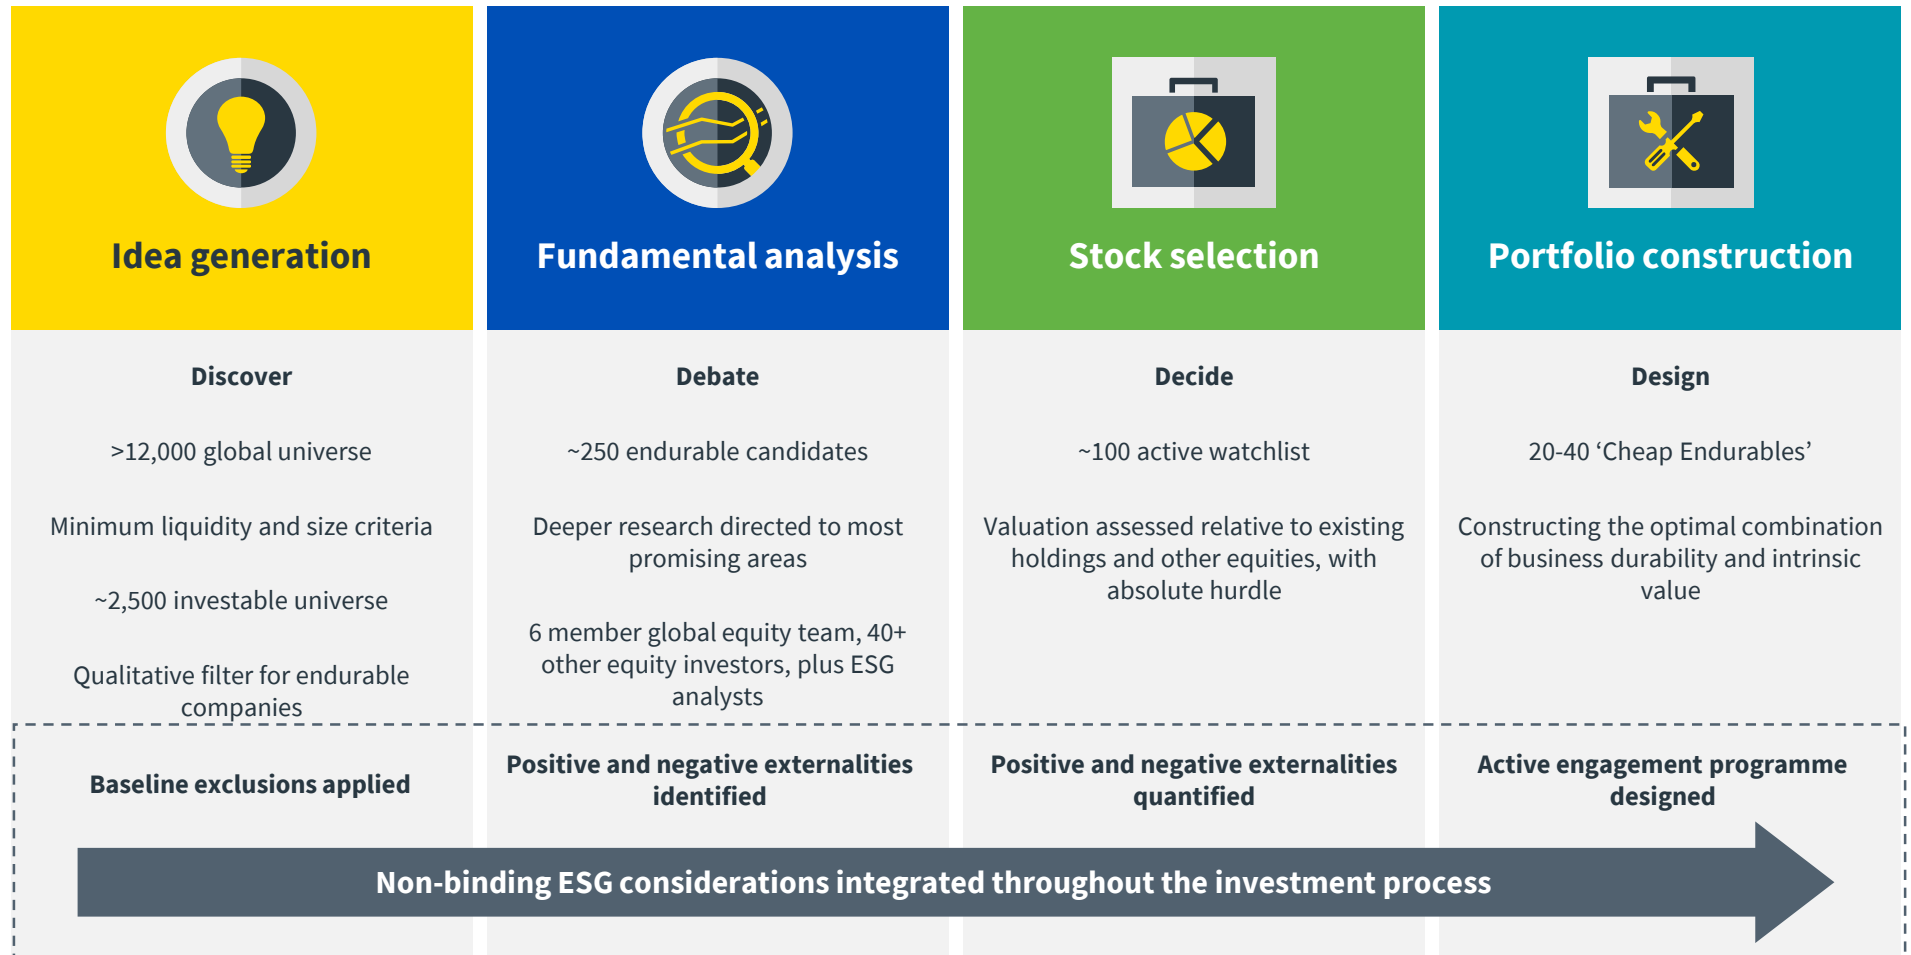 Idea generation
Discover
>12,000 global universe
Minimum liquidity and size criteria
~2,500 investable universe
Qualitative filter for endurable
companies
Baseline exclusions applied
Fundamental analysis
Debate
~250 endurable candidates
Deeper research directed to most
promising areas
6 member global equity team, 40+
other equity investors, plus ESG
analysts
Positive and negative externalities
identified
Stock selection
Decide
~100 active watchlist
Valuation assessed relative to existing
holdings and other equities, with
absolute hurdle
Positive and negative externalities
quantified
Portfolio construction
Design
20-40 ‘Cheap Endurables’
Constructing the optimal combination
of business durability and intrinsic
value
Active engagement programme
designed
Non-binding ESG considerations integrated throughout the investment process